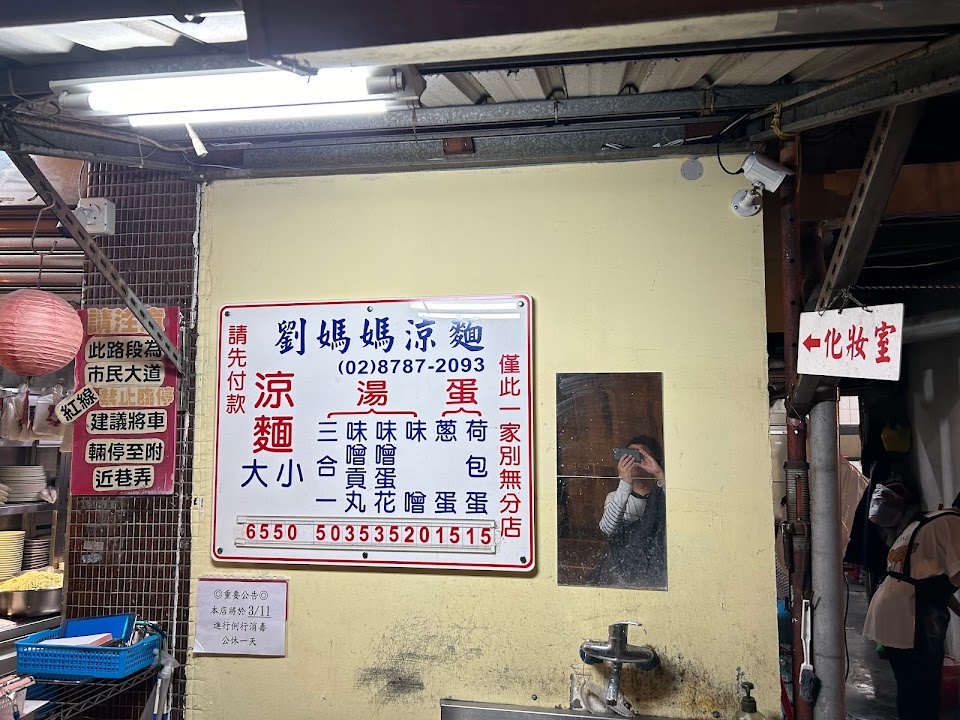 請注意
此路段為
市民大道
紅線禁止臨停
建議將車
輛停至附
近巷弄
劉媽媽涼麵
(02)8787-2093
請先付款
僅此一家別無分店
涼麵
大小
湯
三合一
味噌貢丸
味噌蛋花
味噌
蛋
蔥蛋
荷包蛋
6550 503535201515
◎重要公告◎
本店將於 3/11
進行例行消毒
公休一天
←化妝室